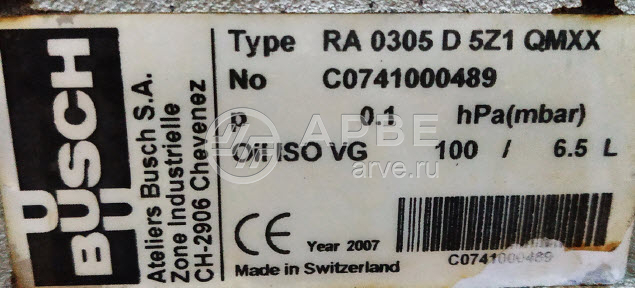 BUSCH
Ateliers Busch S.A.
Zone Industrielle
CH-2906 Chevenez
Type RA 0305 D 5Z1 QMXX
No C0741000489
p 0.1 hPa(mbar)
Oil ISO VG 100 / 6.5 L
АРВЕ
arve.ru
CE Year 2007
Made in Switzerland
C0741000489